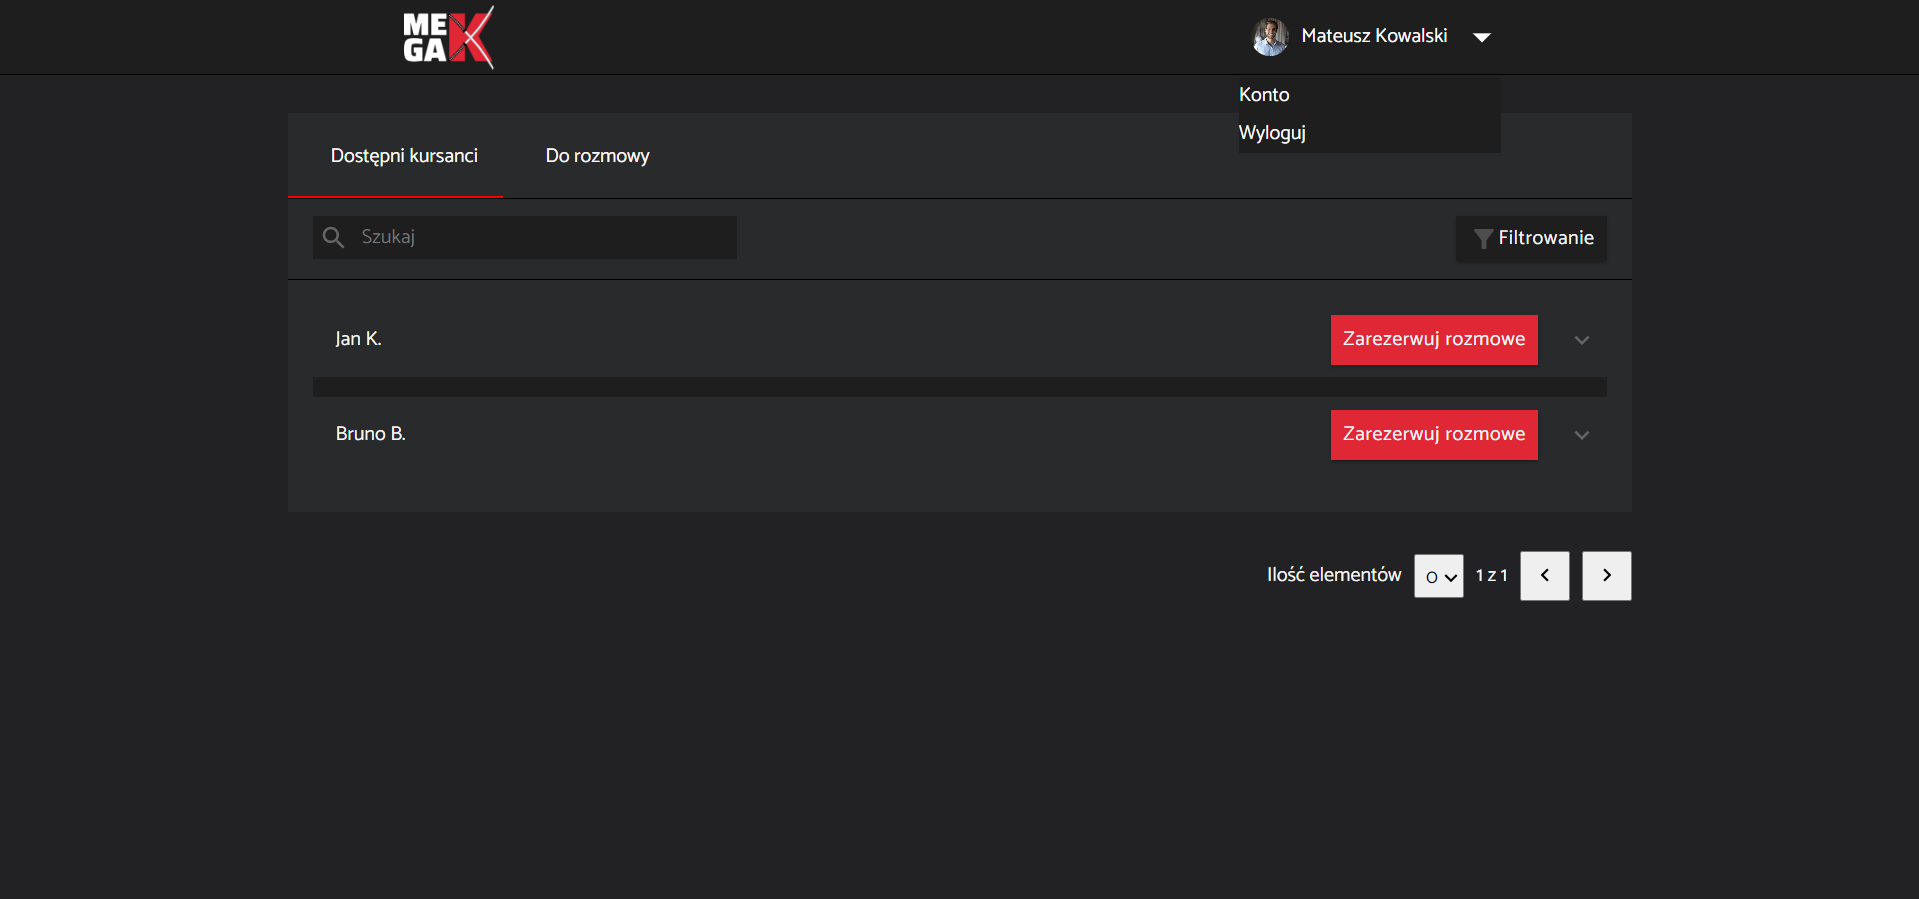 MEGAK
Mateusz Kowalski
Konto
Wyloguj
Dostępni kursanci
Do rozmowy
Szukaj
Filtrowanie
Jan K.
Zarezerwuj rozmowe
Bruno B.
Zarezerwuj rozmowe
Ilość elementów 0 1 z 1